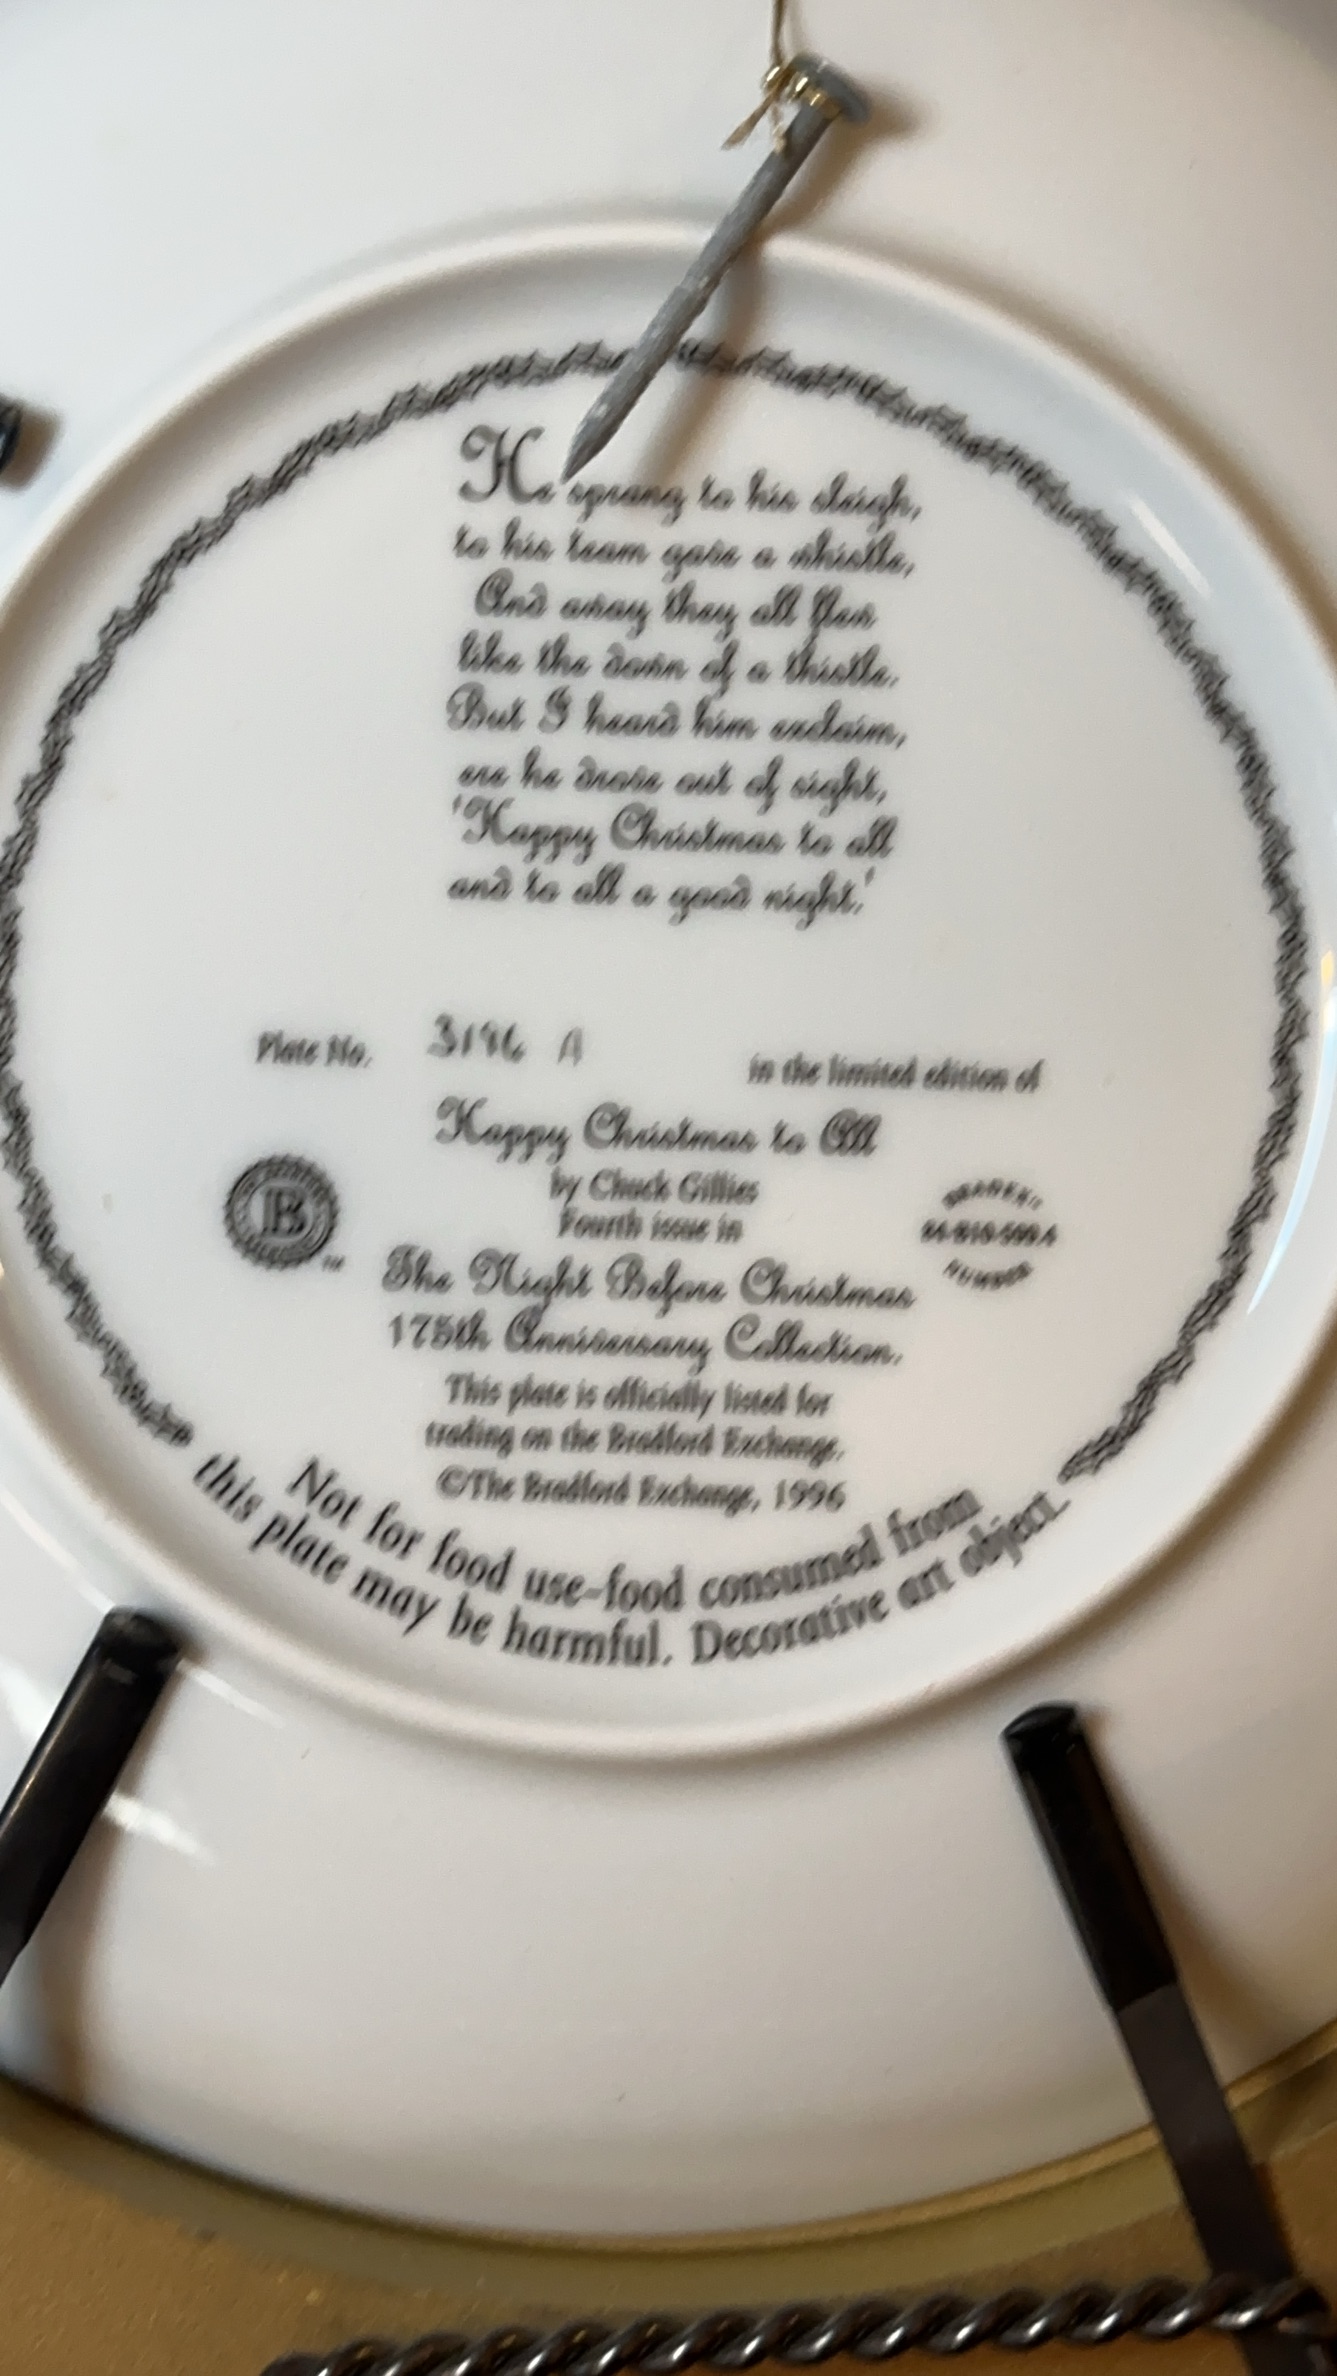 He sprang to his sleigh,
to his team gave a whistle,
And away they all flew
like the down of a thistle.
But I heard him exclaim,
ere he drove out of sight,
'Happy Christmas to all
and to all a good night.'
Plate No. A in the limited edition of
Happy Christmas to All
by Chuck Gillies
Fourth issue in
The Night Before Christmas
175th Anniversary Collection.
This plate is officially listed for
trading on the Bradford Exchange.
©The Bradford Exchange, 1996
B
TM
BRADEX
NUMBER
Not for food use-food consumed from
this plate may be harmful. Decorative art object.